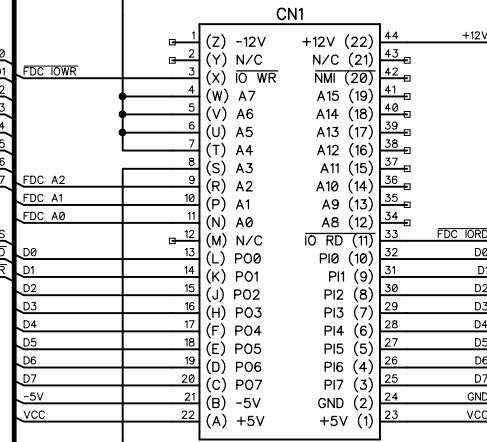 CN1
1 (Z) -12V +12V (22) 44 +12V
2 (Y) N/C N/C (21) 43
FDC IOWR 3 (X) IO WR NMI (20) 42
4 (W) A7 A15 (19) 41
5 (V) A6 A14 (18) 40
6 (U) A5 A13 (17) 39
7 (T) A4 A12 (16) 38
8 (S) A3 A11 (15) 37
FDC A2 9 (R) A2 A10 (14) 36
FDC A1 10 (P) A1 A9 (13) 35
FDC A0 11 (N) A0 A8 (12) 34
12 (M) N/C IO RD (11) 33 FDC IORD
D0 13 (L) PO0 PI0 (10) 32 D0
D1 14 (K) PO1 PI1 (9) 31 D1
D2 15 (J) PO2 PI2 (8) 30 D2
D3 16 (H) PO3 PI3 (7) 29 D3
D4 17 (F) PO4 PI4 (6) 28 D4
D5 18 (E) PO5 PI5 (5) 27 D5
D6 19 (D) PO6 PI6 (4) 26 D6
D7 20 (C) PO7 PI7 (3) 25 D7
-5V 21 (B) -5V GND (2) 24 GND
VCC 22 (A) +5V +5V (1) 23 VCC